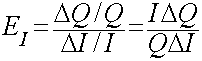 E_I = (ΔQ/Q)/(ΔI/I) = (IΔQ)/(QΔI)